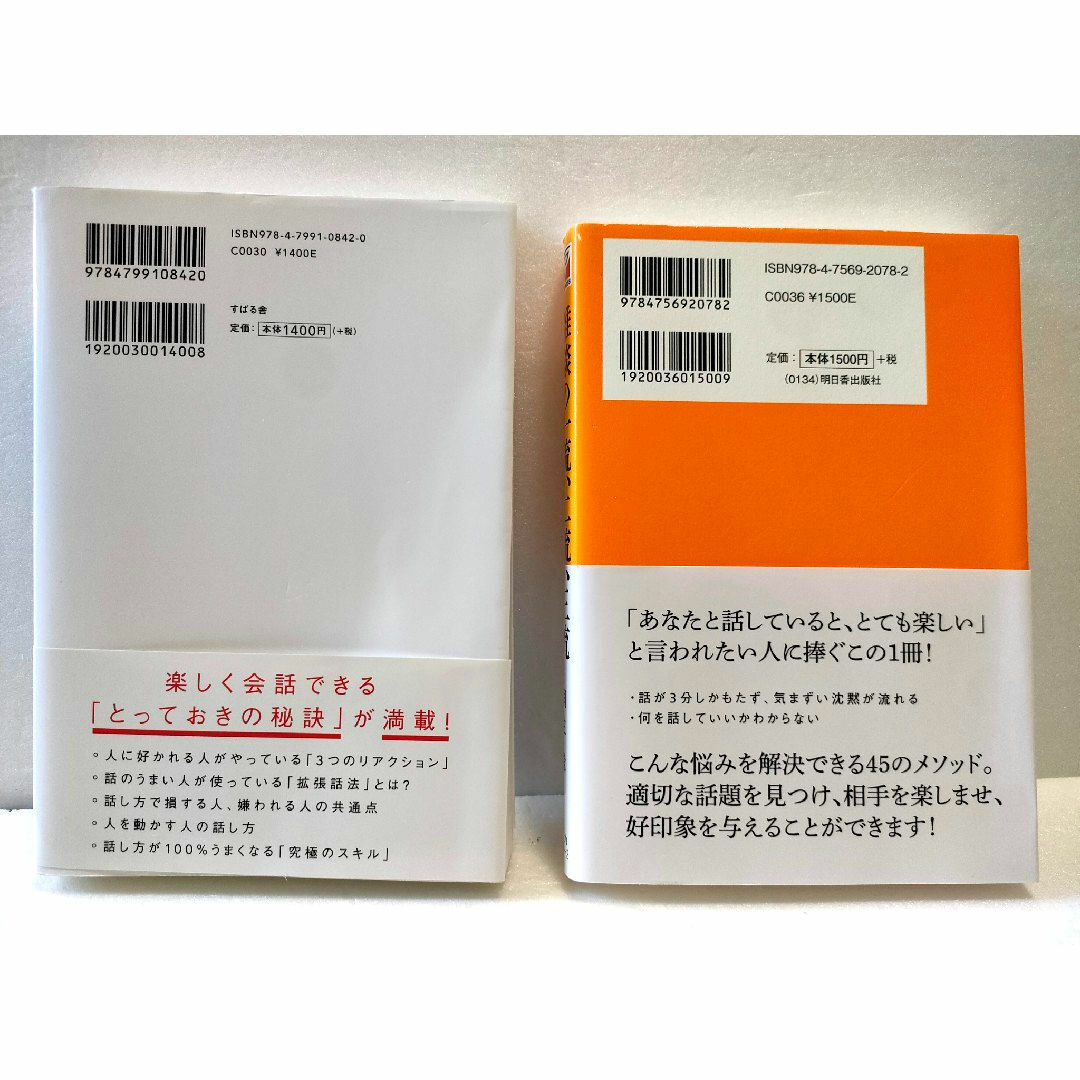 ISBN978-4-7991-0842-0
C0030 ¥1400E
9784799108420
すばる舎
定価：本体1400円（+税）
1920030014008
楽しく会話できる
「とっておきの秘訣」が満載！
○人に好かれる人がやっている「3つのリアクション」
○話のうまい人が使っている「拡張話法」とは？
○話し方で損する人、嫌われる人の共通点
○人を動かす人の話し方
○話し方が100%うまくなる「究極のスキル」
雑談の一流、二流、三流
ISBN978-4-7569-2078-2
9784756920782
C0036 ¥1500E
定価：本体1500円+税
1920036015009
（0134）明日香出版社
「あなたと話していると、とても楽しい」
と言われたい人に捧ぐこの1冊！
・話が3分しかもたず、気まずい沈黙が流れる
・何を話していいかわからない
こんな悩みを解決できる45のメソッド。
適切な話題を見つけ、相手を楽しませ、
好印象を与えることができます！